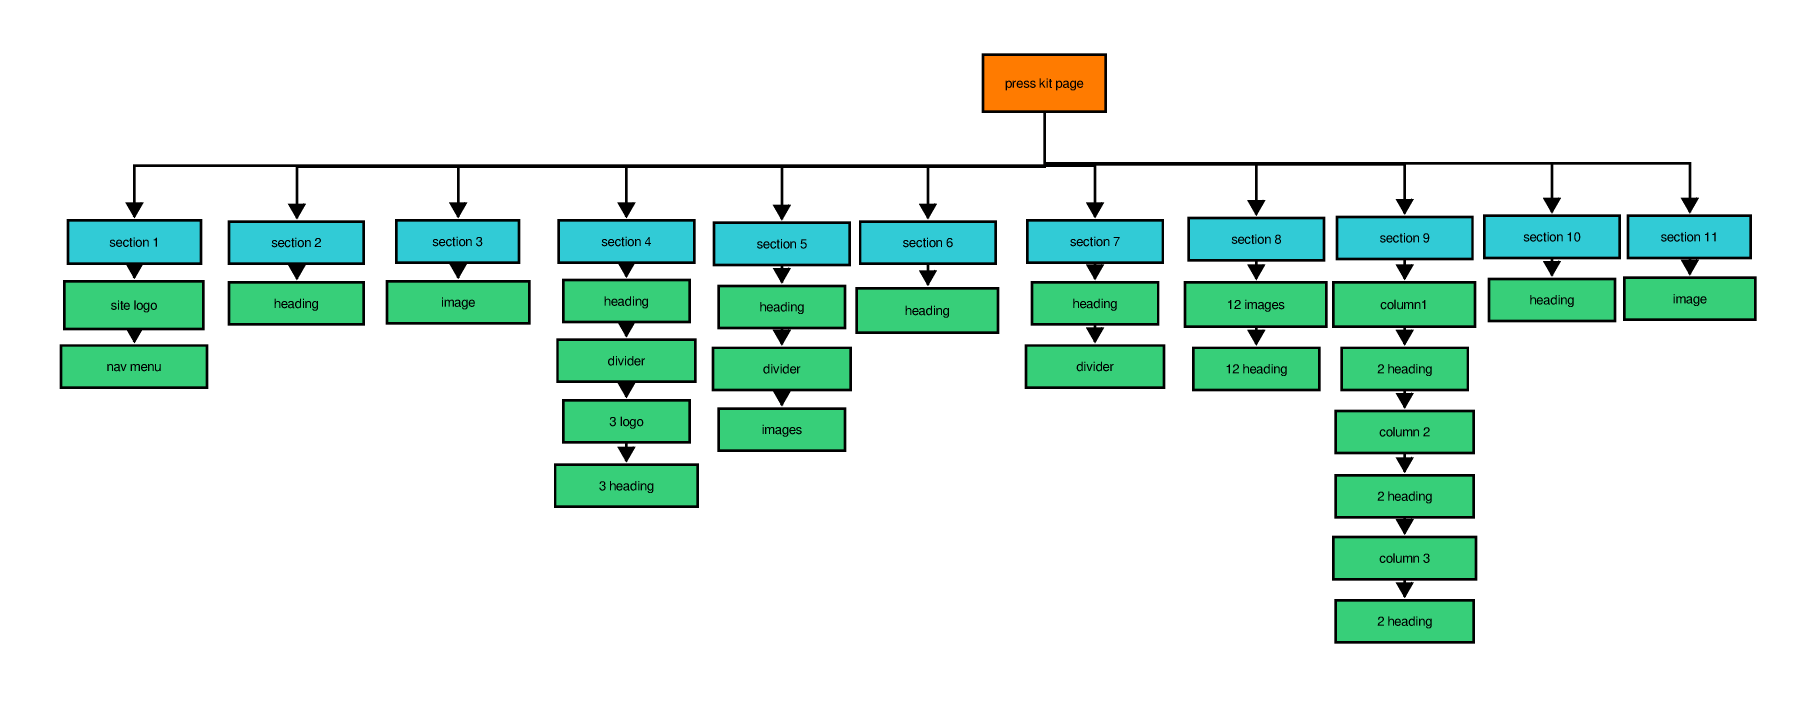 press kit page
section 1
site logo
nav menu
section 2
heading
section 3
image
section 4
heading
divider
3 logo
3 heading
section 5
heading
divider
images
section 6
heading
section 7
heading
divider
section 8
12 images
12 heading
section 9
column1
2 heading
column 2
2 heading
column 3
2 heading
section 10
heading
section 11
image